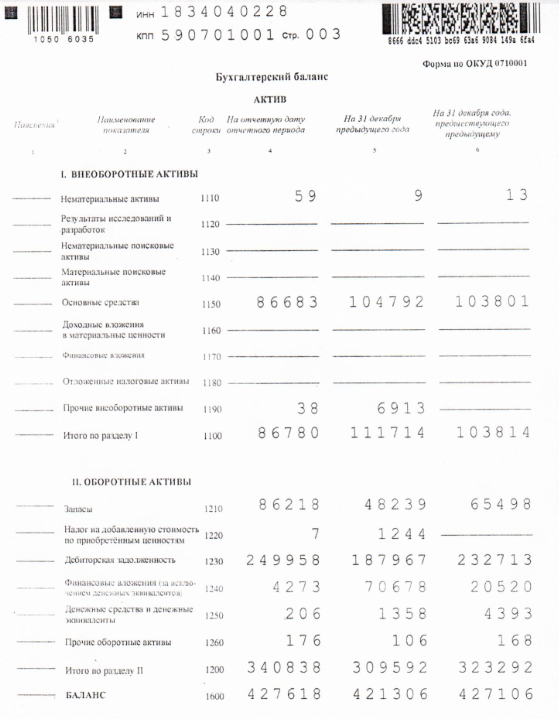 ИНН 1834040228
1050 6035
КПП 590701001 Стр. 003
8666 ddc4 5103 bc69 63a6 9084 149a 6fa4
Форма по ОКУД 0710001
Бухгалтерский баланс
АКТИВ
Пояснения Наименование показателя Код строки На отчетную дату отчетного периода На 31 декабря предыдущего года На 31 декабря года, предшествующего предыдущему
1 2 3 4 5 6
I. ВНЕОБОРОТНЫЕ АКТИВЫ
Нематериальные активы 1110 59 9 13
Результаты исследований и
разработок 1120
Нематериальные поисковые
активы 1130
Материальные поисковые
активы 1140
Основные средства 1150 86683 104792 103801
Доходные вложения
в материальные ценности 1160
Финансовые вложения 1170
Отложенные налоговые активы 1180
Прочие внеоборотные активы 1190 38 6913
Итого по разделу I 1100 86780 111714 103814
II. ОБОРОТНЫЕ АКТИВЫ
Запасы 1210 86218 48239 65498
Налог на добавленную стоимость
по приобретённым ценностям 1220 7 1244
Дебиторская задолженность 1230 249958 187967 232713
Финансовые вложения (за исклю-
чением денежных эквивалентов) 1240 4273 70678 20520
Денежные средства и денежные
эквиваленты 1250 206 1358 4393
Прочие оборотные активы 1260 176 106 168
Итого по разделу II 1200 340838 309592 323292
БАЛАНС 1600 427618 421306 427106